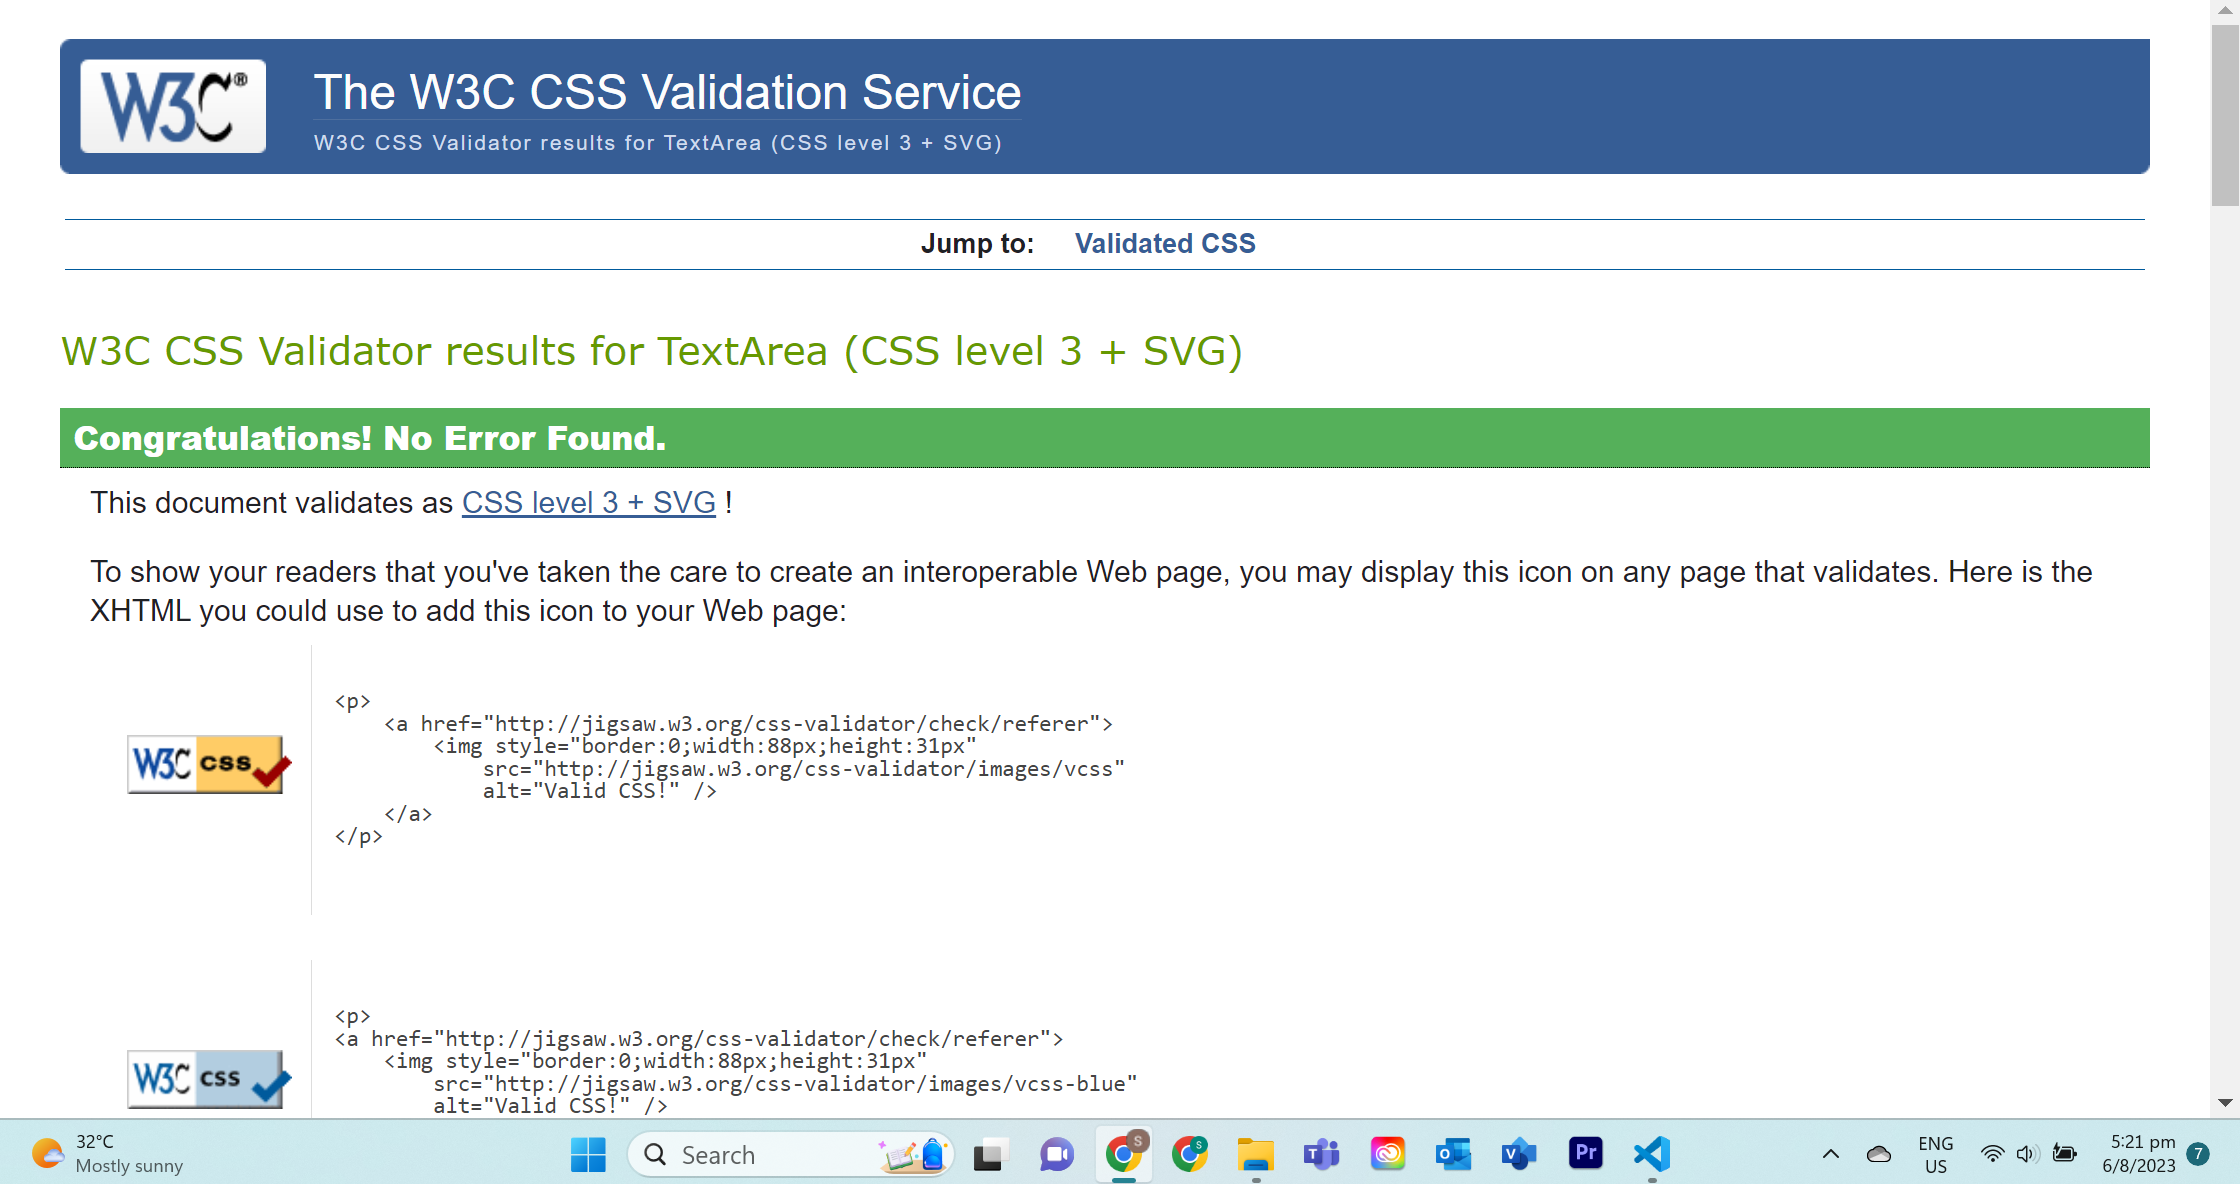 W3C®
The W3C CSS Validation Service
W3C CSS Validator results for TextArea (CSS level 3 + SVG)
Jump to: Validated CSS
W3C CSS Validator results for TextArea (CSS level 3 + SVG)
Congratulations! No Error Found.
This document validates as CSS level 3 + SVG !
To show your readers that you've taken the care to create an interoperable Web page, you may display this icon on any page that validates. Here is the
XHTML you could use to add this icon to your Web page:
W3C css
<p>
    <a href="http://jigsaw.w3.org/css-validator/check/referer">
        <img style="border:0;width:88px;height:31px"
            src="http://jigsaw.w3.org/css-validator/images/vcss"
            alt="Valid CSS!" />
    </a>
</p>
W3C css
<p>
<a href="http://jigsaw.w3.org/css-validator/check/referer">
    <img style="border:0;width:88px;height:31px"
        src="http://jigsaw.w3.org/css-validator/images/vcss-blue"
        alt="Valid CSS!" />
32°C
Mostly sunny
Search
S
S
T
O
V
Pr
ENG
US
5:21 pm
6/8/2023
7